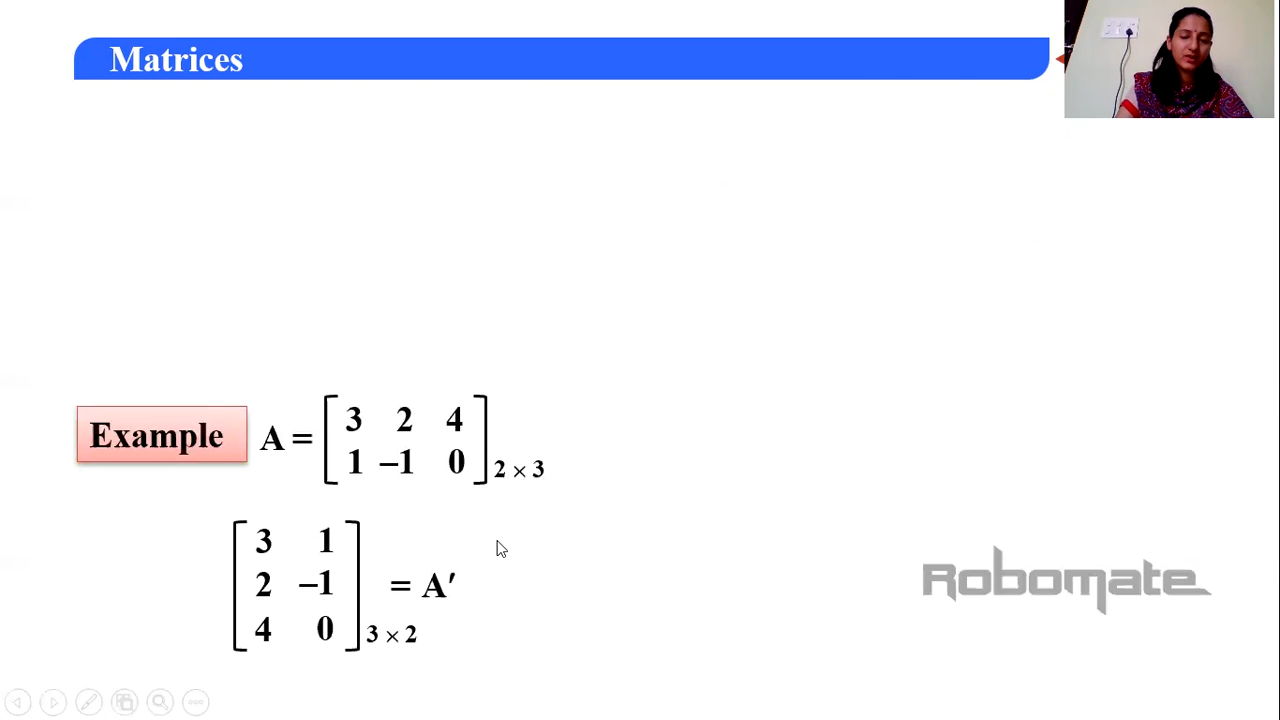 Matrices
Example A = [ 3 2 4
1 –1 0 ] 2 × 3
[ 3 1
2 –1
4 0 ] 3 × 2 = A′
Robomate